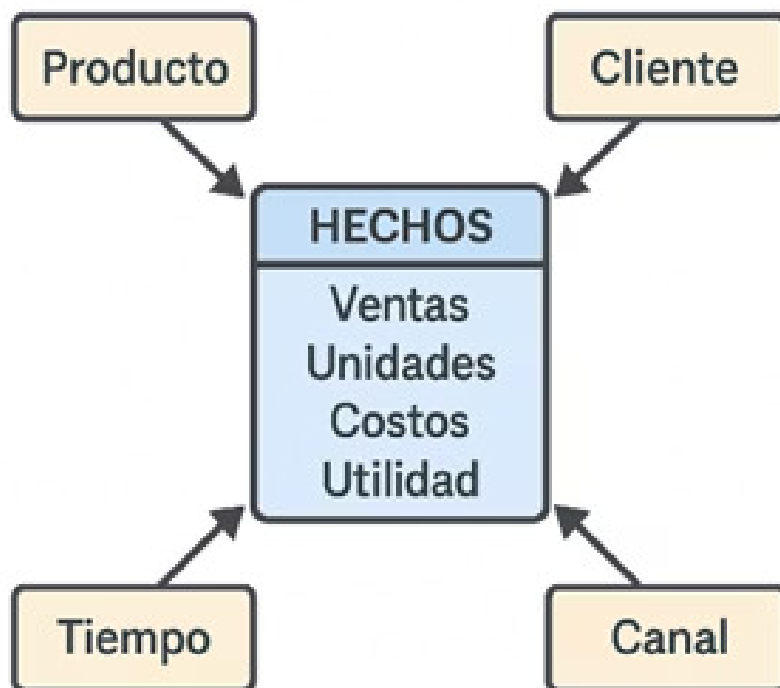 Producto
Cliente
HECHOS
Ventas
Unidades
Costos
Utilidad
Tiempo
Canal